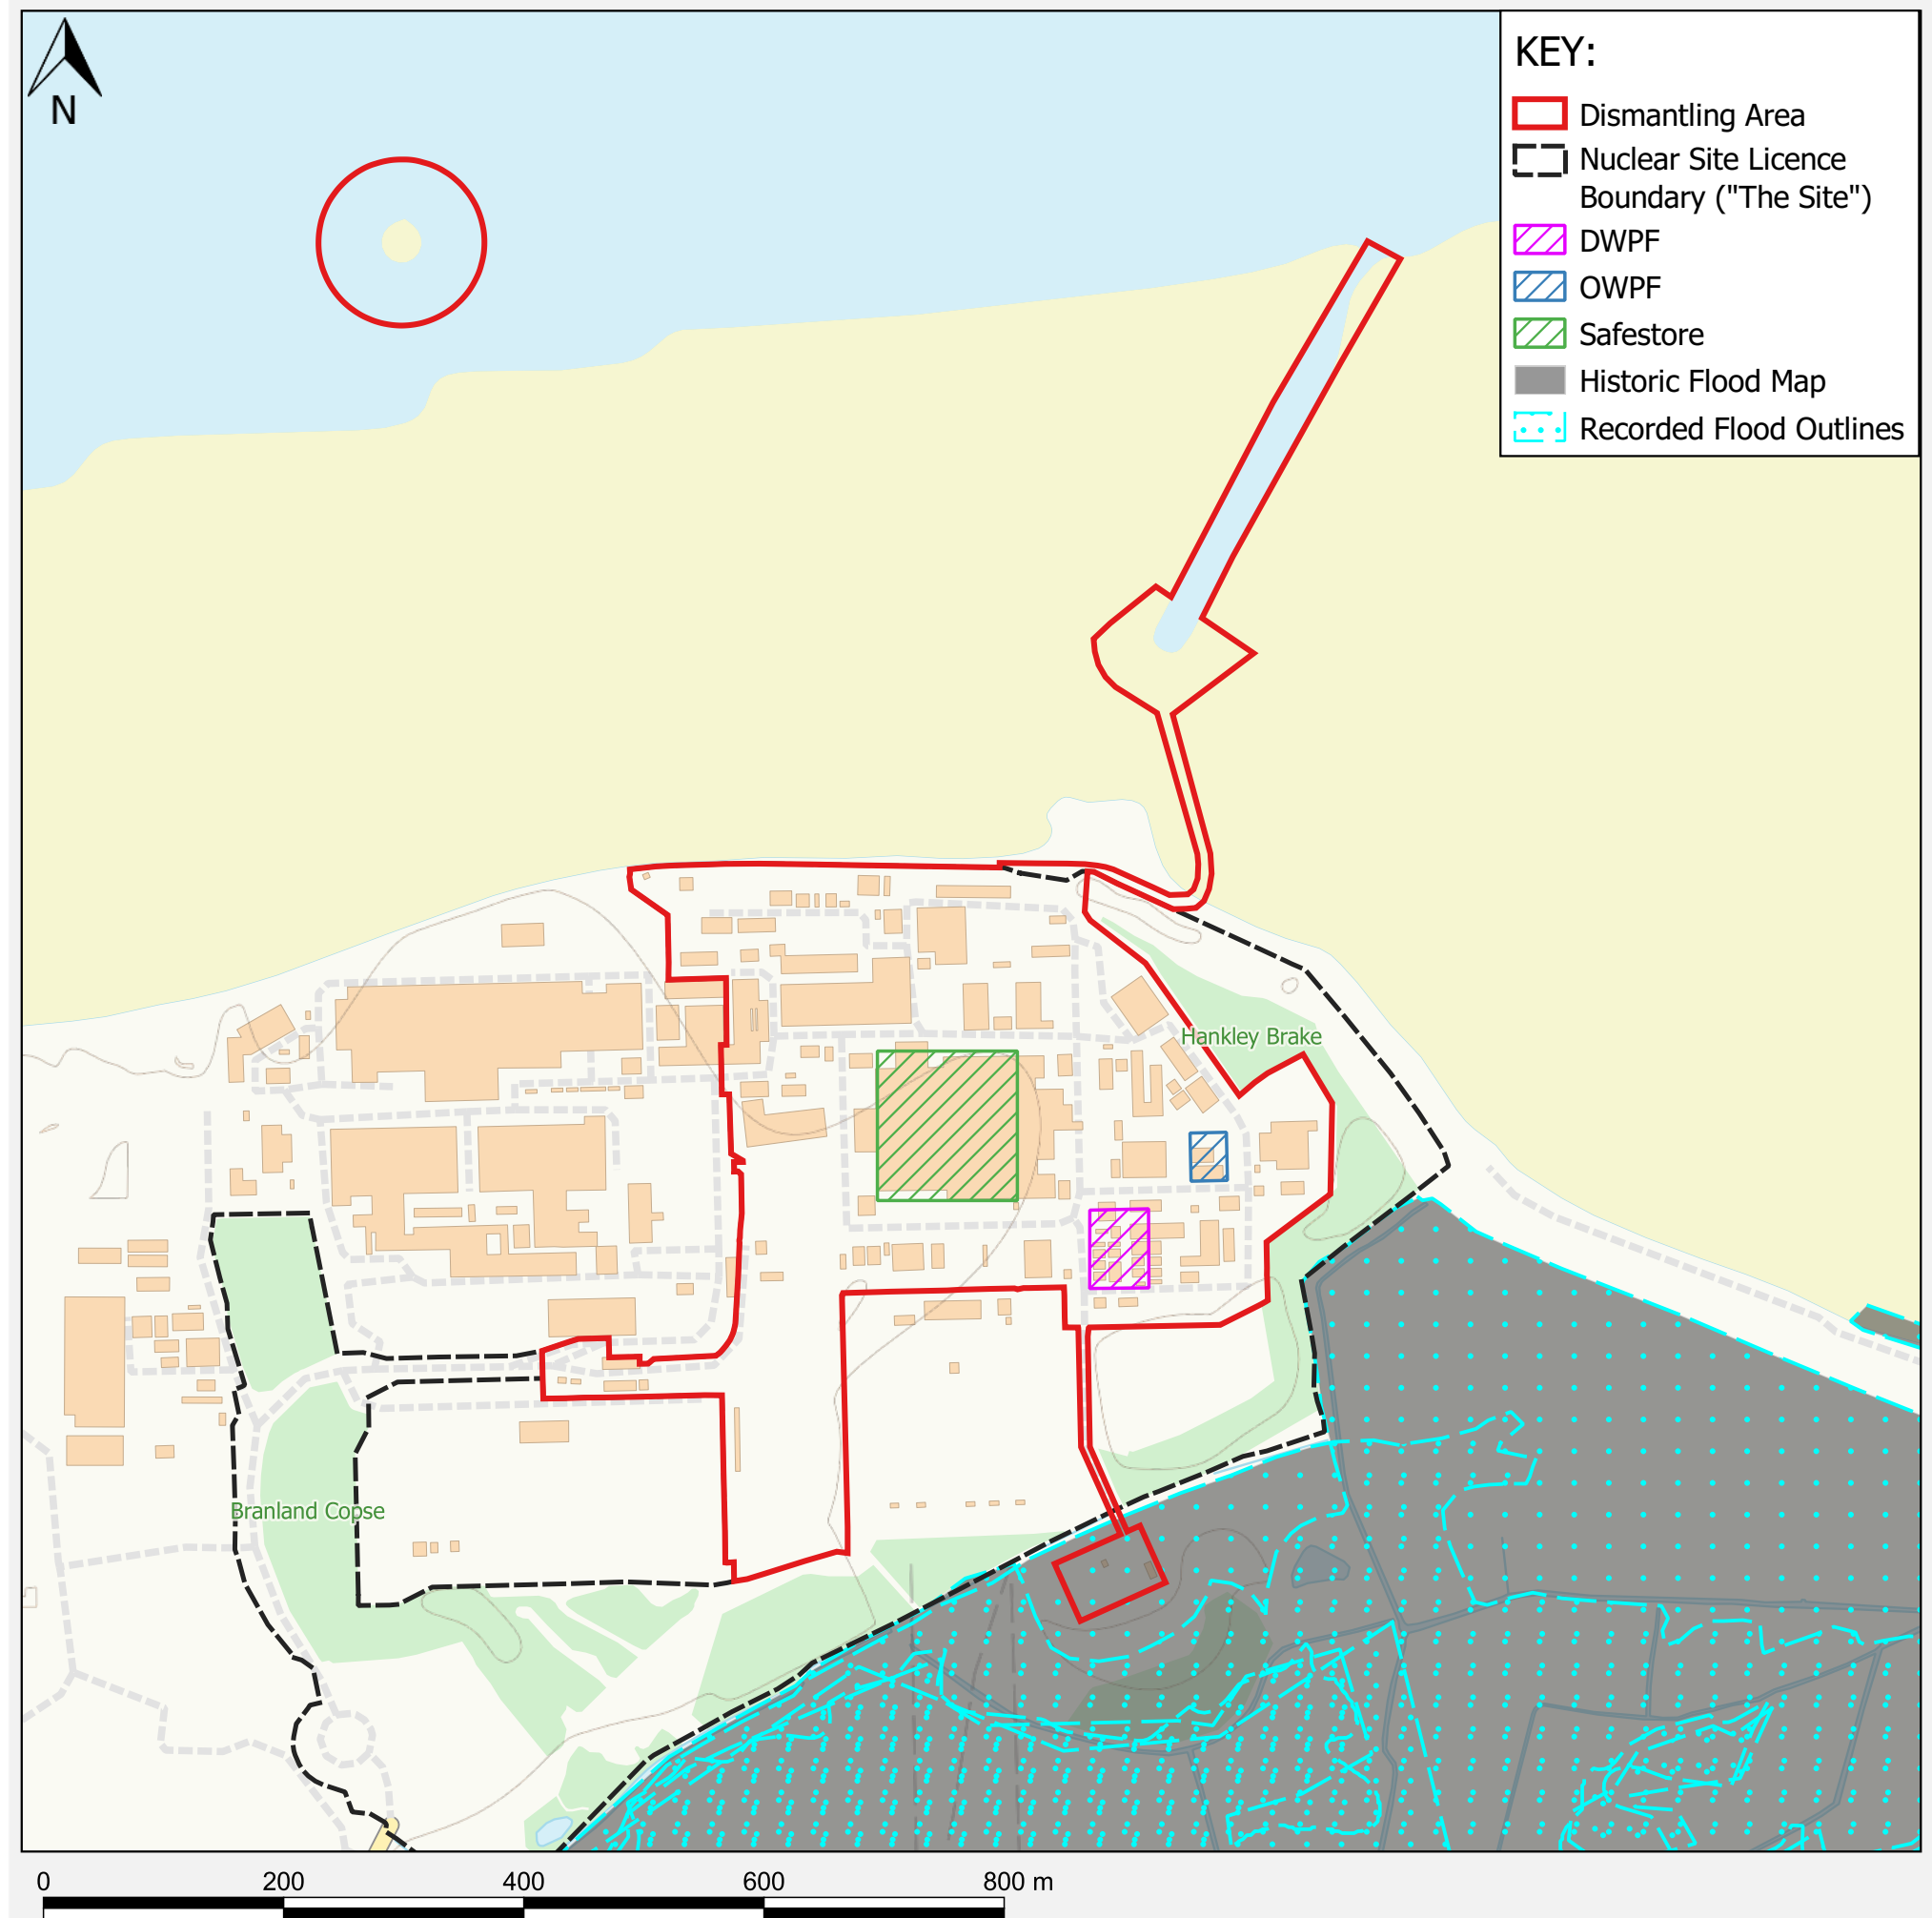 N
KEY:
Dismantling Area
Nuclear Site Licence
Boundary ("The Site")
DWPF
OWPF
Safestore
Historic Flood Map
Recorded Flood Outlines
Hankley Brake
Branland Copse
0 200 400 600 800 m